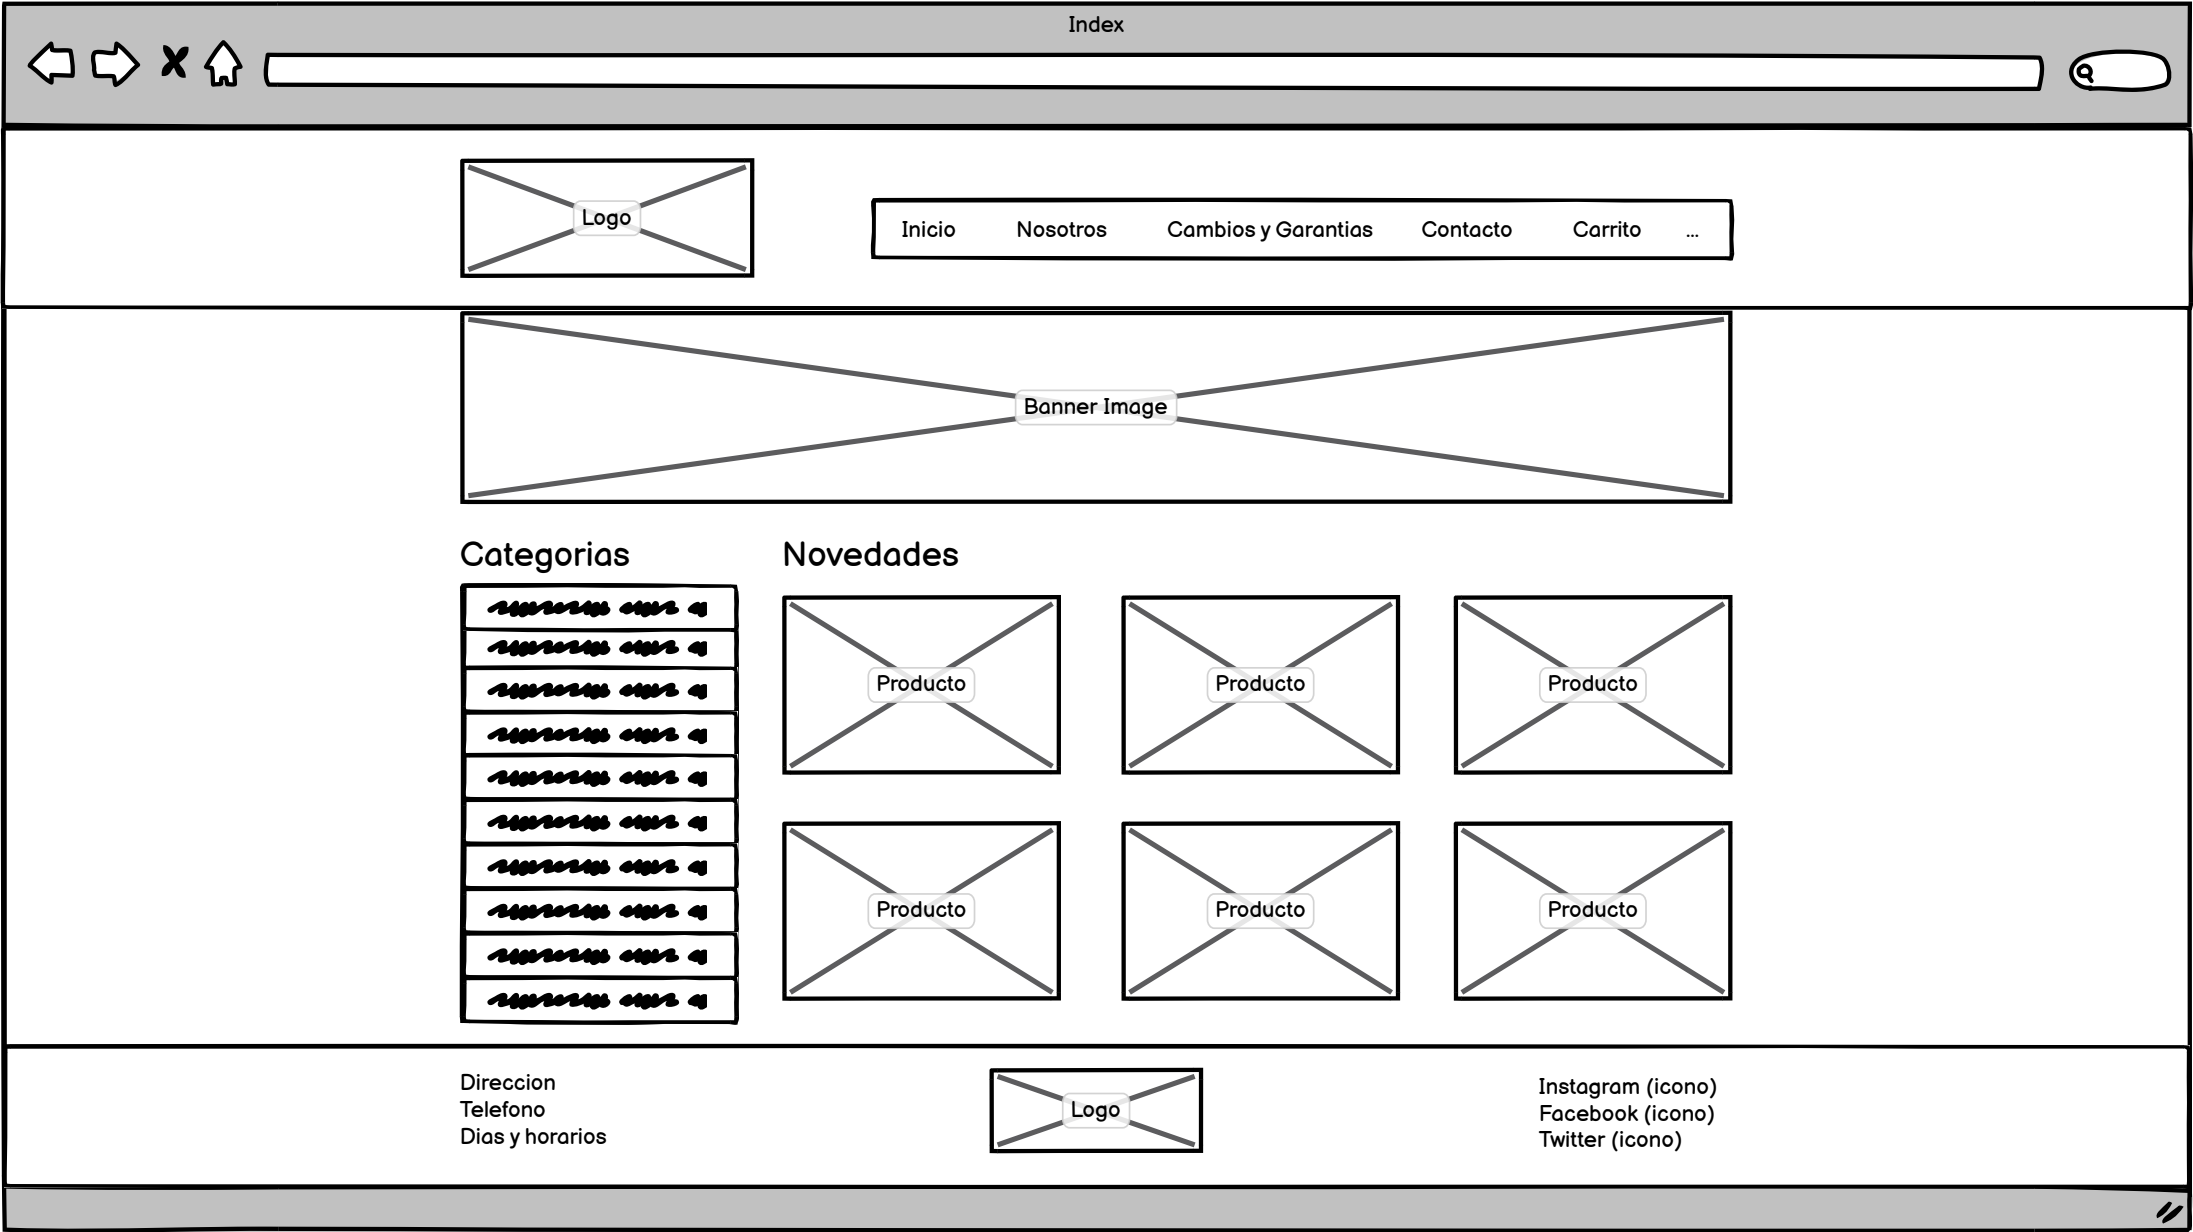 Index
Logo
Inicio Nosotros Cambios y Garantias Contacto Carrito ...
Banner Image
Categorias
Novedades
Producto Producto Producto
Producto Producto Producto
Direccion
Telefono
Dias y horarios
Logo
Instagram (icono)
Facebook (icono)
Twitter (icono)